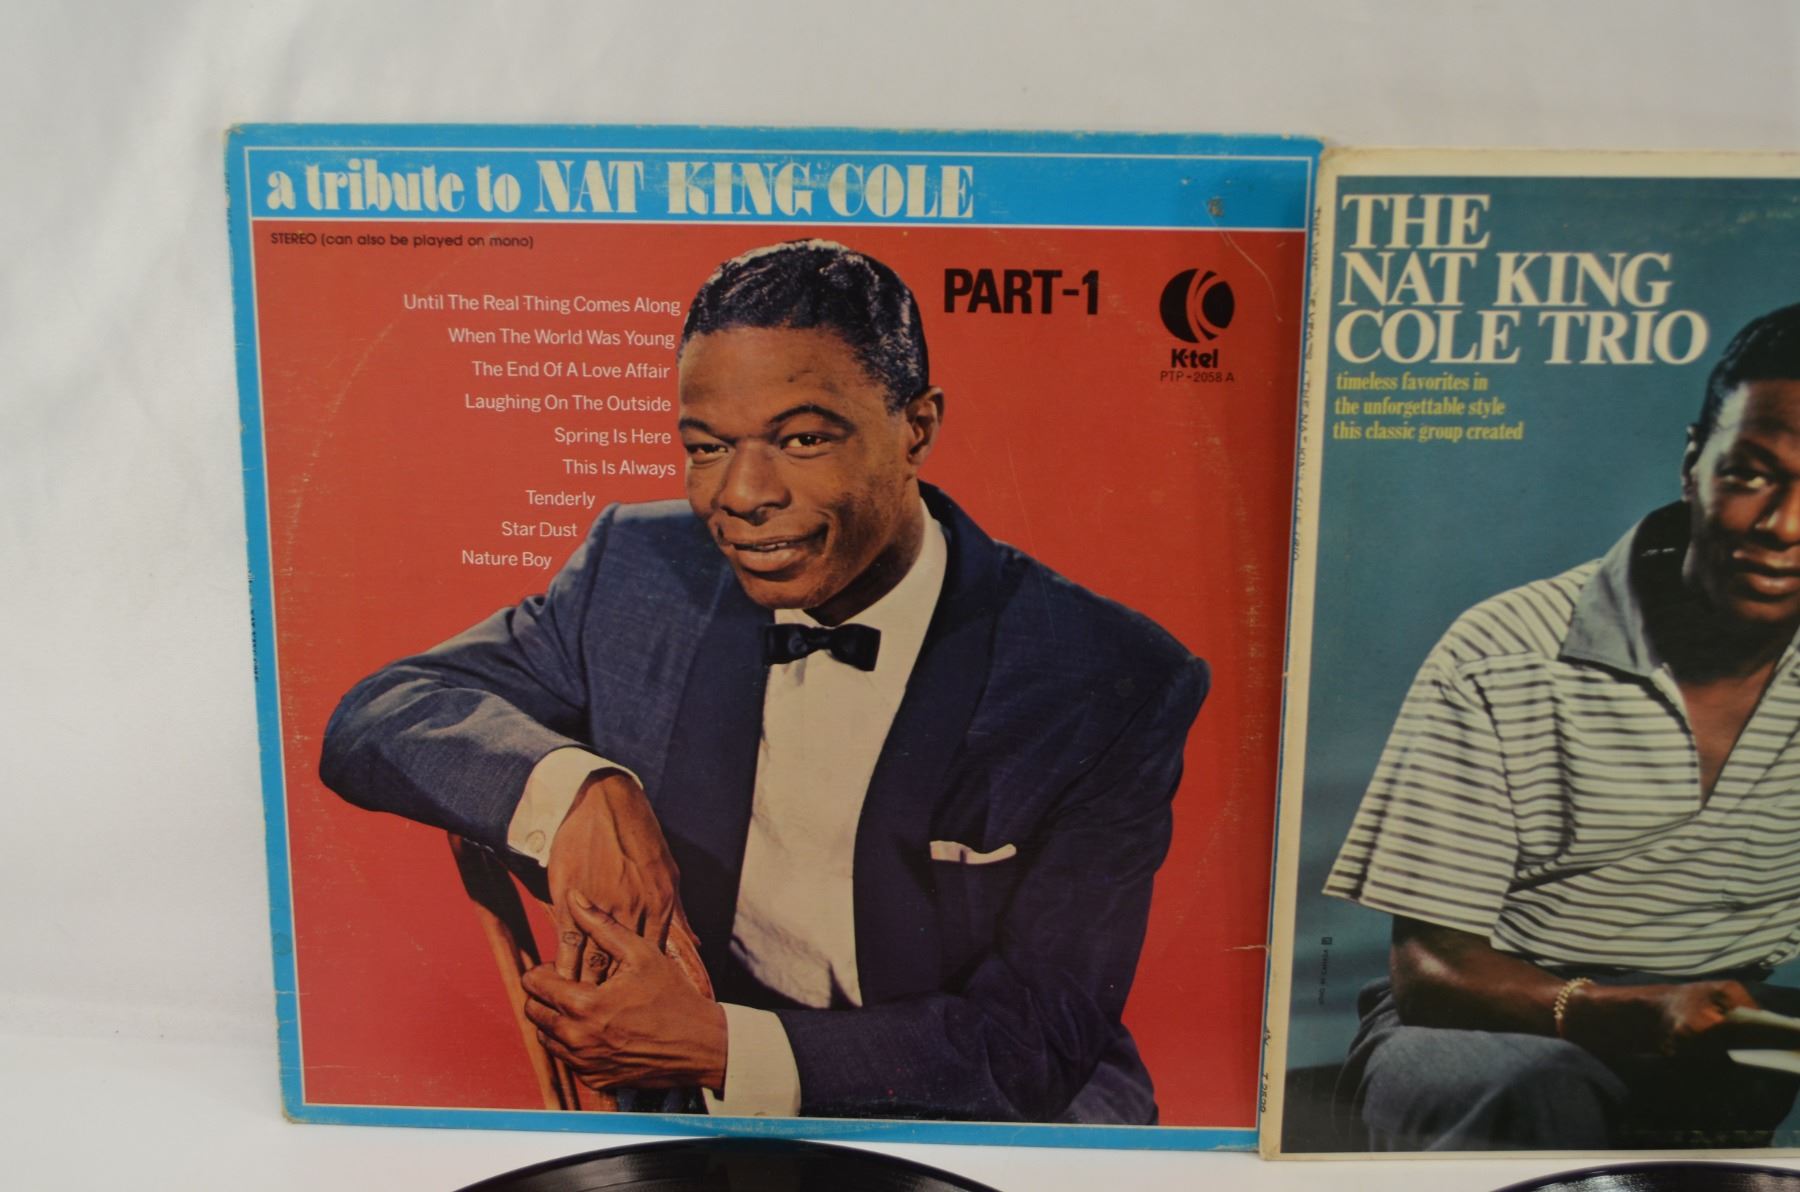 a tribute to NAT KING COLE
STEREO (can also be played on mono)
PART-1
K-tel
PTP-2058 A
Until The Real Thing Comes Along
When The World Was Young
The End Of A Love Affair
Laughing On The Outside
Spring Is Here
This Is Always
Tenderly
Star Dust
Nature Boy
THE
NAT KING
COLE TRIO
timeless favorites in
the unforgettable style
this classic group created